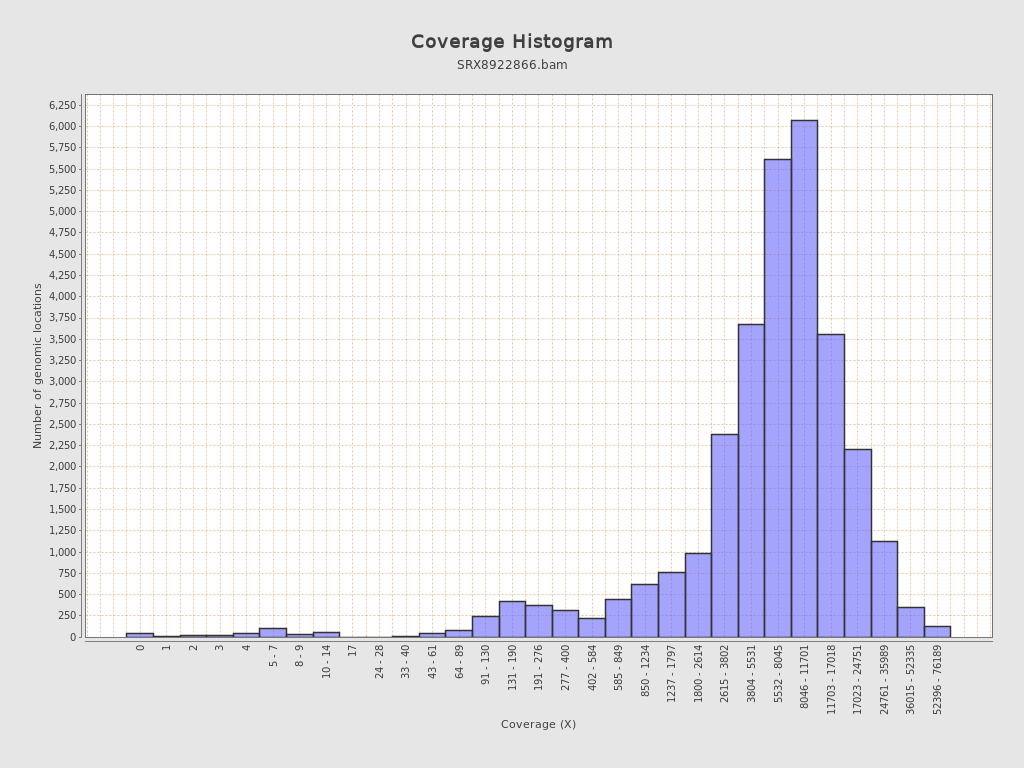 Coverage Histogram
SRX8922866.bam
6,250
6,000
5,750
5,500
5,250
5,000
4,750
4,500
4,250
4,000
3,750
3,500
3,250
3,000
2,750
2,500
2,250
2,000
1,750
1,500
1,250
1,000
750
500
250
0
Number of genomic locations
0
1
2
3
4
5 - 7
8 - 9
10 - 14
17
24 - 28
33 - 40
43 - 61
64 - 89
91 - 130
131 - 190
191 - 276
277 - 400
402 - 584
585 - 849
850 - 1234
1237 - 1797
1800 - 2614
2615 - 3802
3804 - 5531
5532 - 8045
8046 - 11701
11703 - 17018
17023 - 24751
24761 - 35989
36015 - 52335
52396 - 76189
Coverage (X)